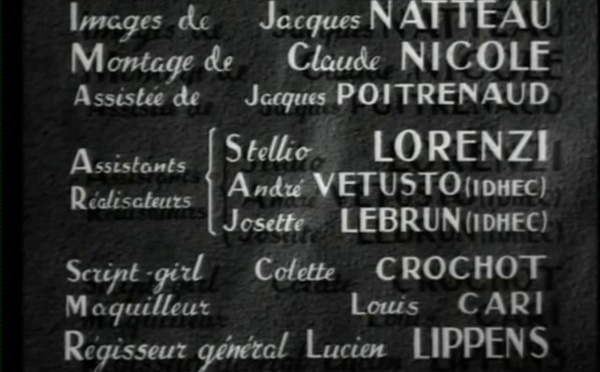 Images de Jacques NATTEAU
Montage de Claude NICOLE
Assistée de Jacques POITRENAUD
Assistants Réalisateurs
Stellio LORENZI
André VETUSTO (IDHEC)
Josette LEBRUN (IDHEC)
Script-girl Colette CROCHOT
Maquilleur Louis CARI
Régisseur général Lucien LIPPENS